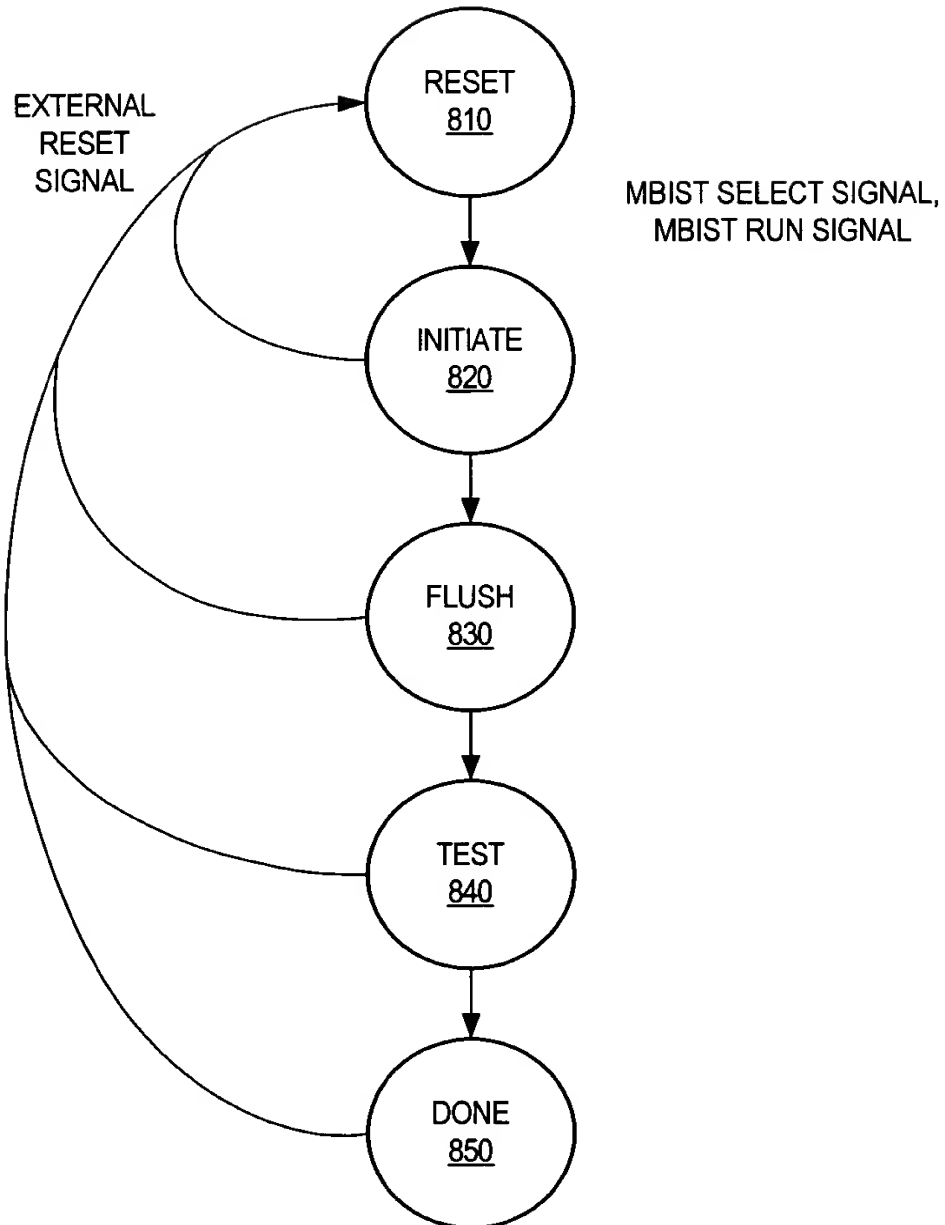 RESET
810
EXTERNAL
RESET
SIGNAL
MBIST SELECT SIGNAL,
MBIST RUN SIGNAL
INITIATE
820
FLUSH
830
TEST
840
DONE
850